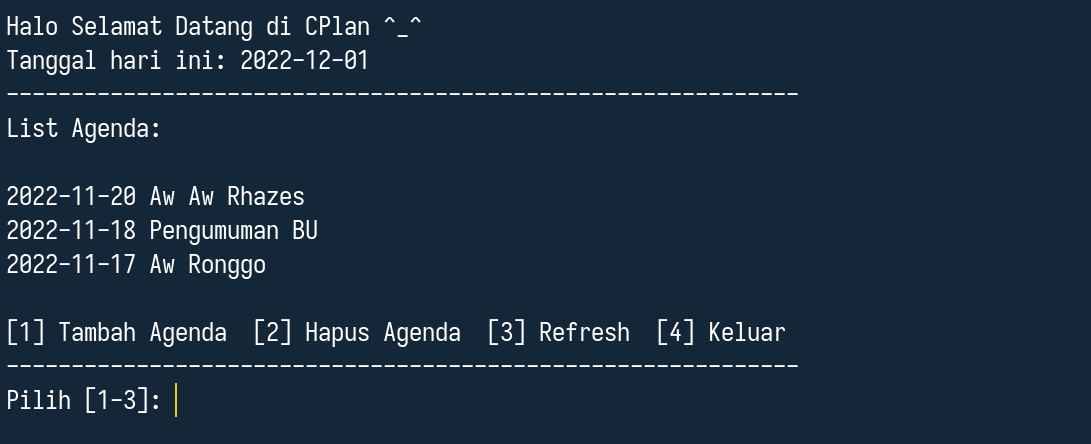 Halo Selamat Datang di CPlan ^_^
Tanggal hari ini: 2022-12-01
-------------------------------------------------------------
List Agenda:
2022-11-20 Aw Aw Rhazes
2022-11-18 Pengumuman BU
2022-11-17 Aw Ronggo
[1] Tambah Agenda  [2] Hapus Agenda  [3] Refresh  [4] Keluar
-------------------------------------------------------------
Pilih [1-3]: